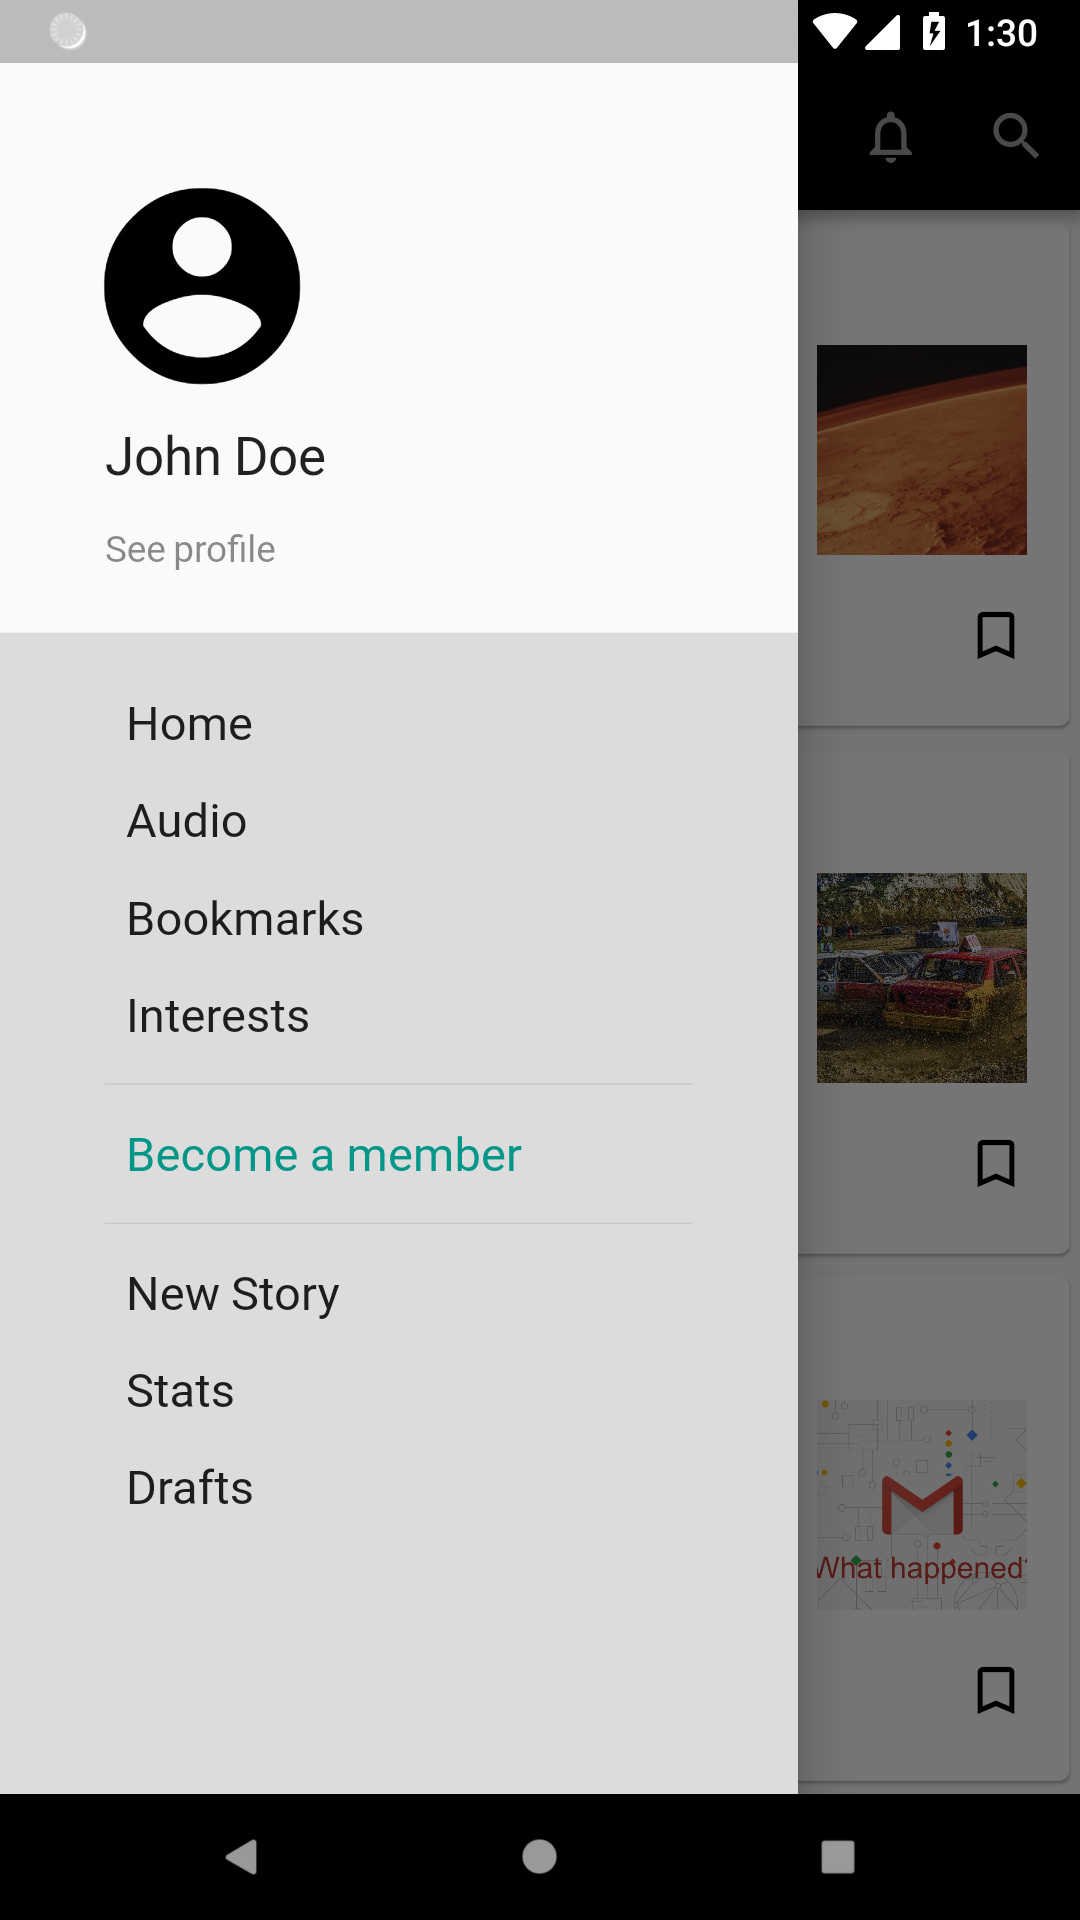 1:30
John Doe
See profile
Home
Audio
Bookmarks
Interests
Become a member
New Story
Stats
Drafts
What happened?